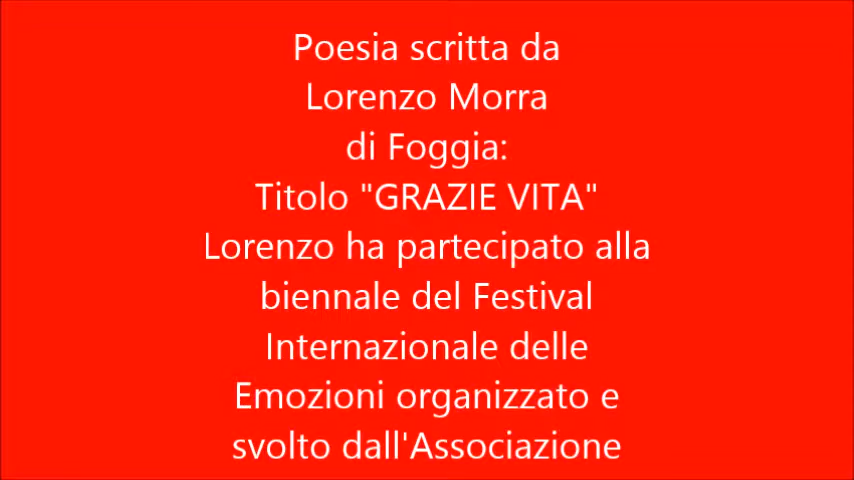 Poesia scritta da
Lorenzo Morra
di Foggia:
Titolo "GRAZIE VITA"
Lorenzo ha partecipato alla
biennale del Festival
Internazionale delle
Emozioni organizzato e
svolto dall'Associazione